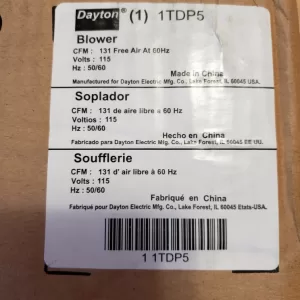 Dayton® (1) 1TDP5
Blower
CFM : 131 Free Air At 60Hz
Volts : 115
Hz : 50/60
Made in China
Manufactured for Dayton Electric Mfg. Co., Lake Forest, IL 60045 USA.
Soplador
CFM : 131 de aire libre à 60 Hz
Voltios : 115
Hz : 50/60
Hecho en China
Fabricado para Dayton Electric Mfg. Co., Lake Forest, IL 60045 EE UU.
Soufflerie
CFM : 131 d' air libre à 60 Hz
Volts : 115
Hz : 50/60
Fabriqué en China
Fabriqué pour Dayton Electric Mfg. Co., Lake Forest, IL 60045 Etats-USA.
1 1TDP5